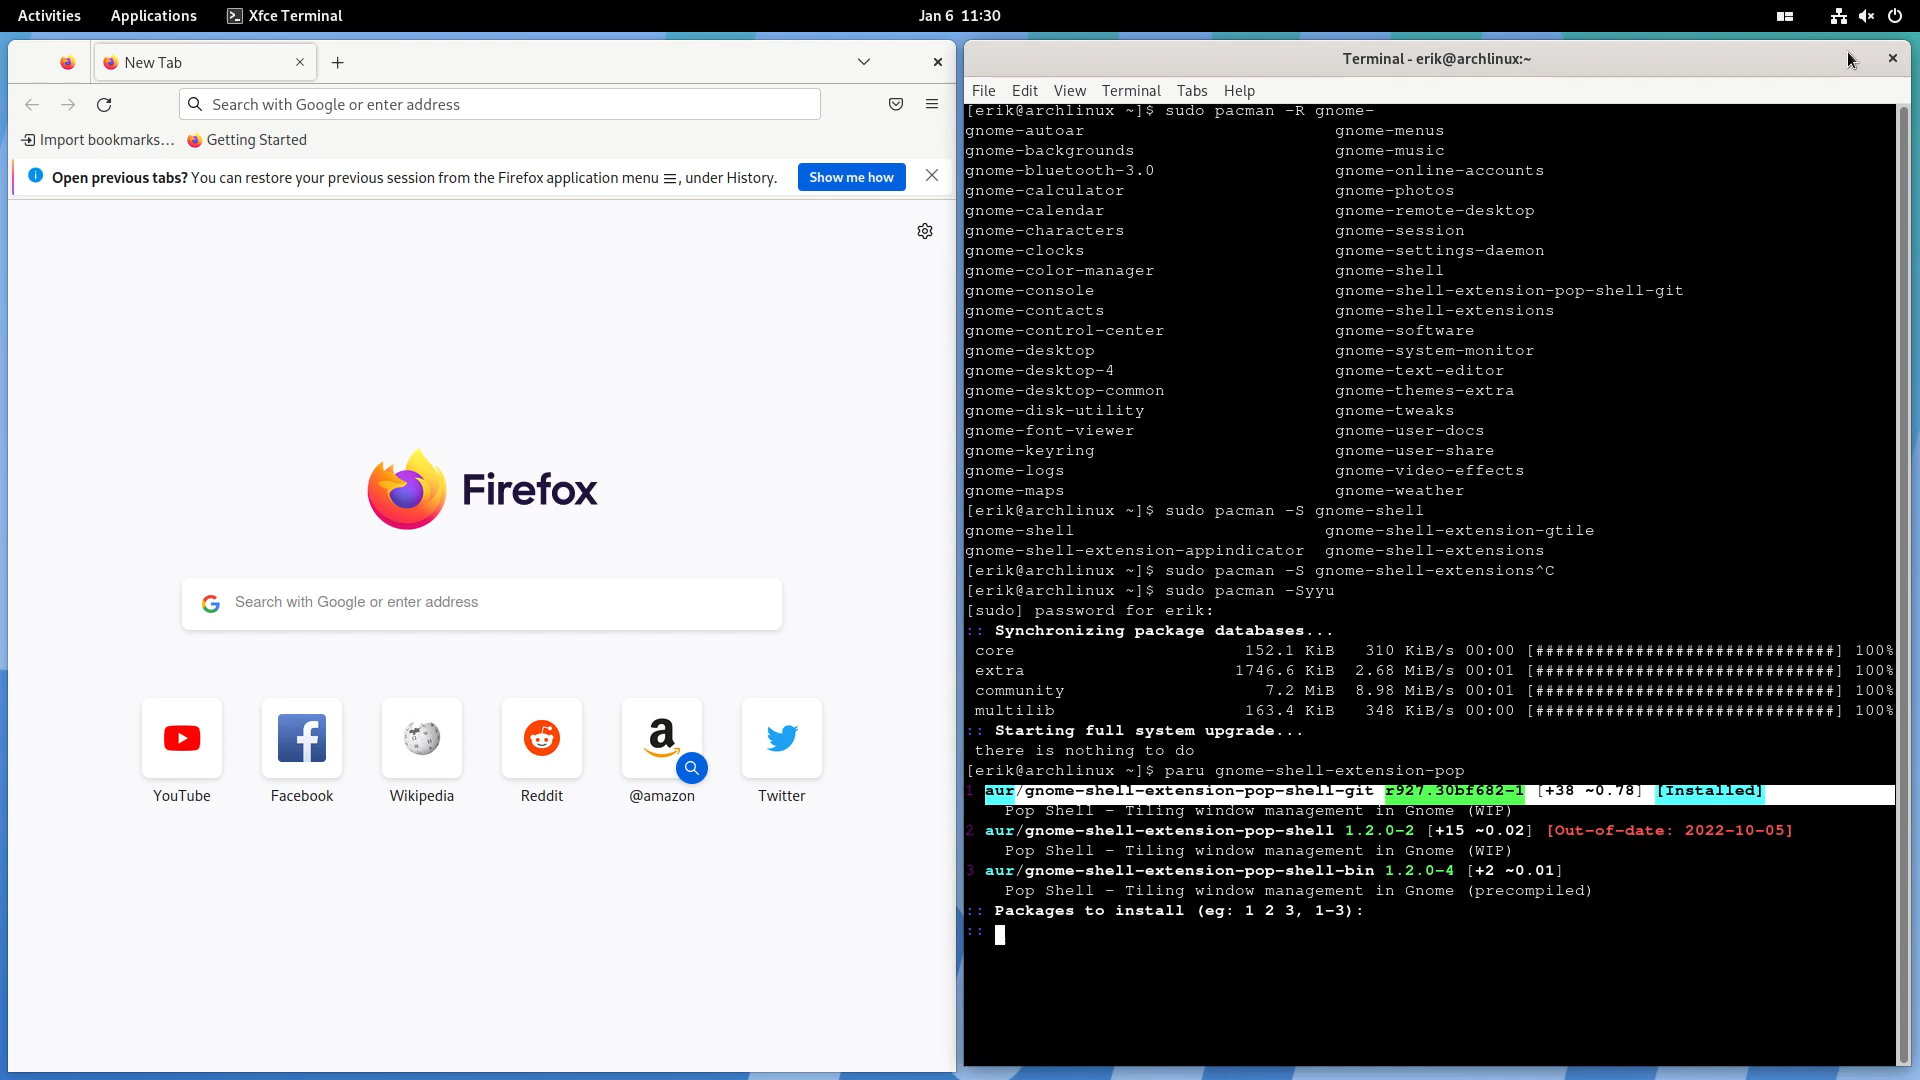 Activities Applications Xfce Terminal Jan 6 11:30
New Tab
Search with Google or enter address
Import bookmarks... Getting Started
Open previous tabs? You can restore your previous session from the Firefox application menu ☰, under History. Show me how
Firefox
Search with Google or enter address
YouTube Facebook Wikipedia Reddit @amazon Twitter
Terminal - erik@archlinux:~
File Edit View Terminal Tabs Help
[erik@archlinux ~]$ sudo pacman -R gnome-
gnome-autoar gnome-menus
gnome-backgrounds gnome-music
gnome-bluetooth-3.0 gnome-online-accounts
gnome-calculator gnome-photos
gnome-calendar gnome-remote-desktop
gnome-characters gnome-session
gnome-clocks gnome-settings-daemon
gnome-color-manager gnome-shell
gnome-console gnome-shell-extension-pop-shell-git
gnome-contacts gnome-shell-extensions
gnome-control-center gnome-software
gnome-desktop gnome-system-monitor
gnome-desktop-4 gnome-text-editor
gnome-desktop-common gnome-themes-extra
gnome-disk-utility gnome-tweaks
gnome-font-viewer gnome-user-docs
gnome-keyring gnome-user-share
gnome-logs gnome-video-effects
gnome-maps gnome-weather
[erik@archlinux ~]$ sudo pacman -S gnome-shell
gnome-shell gnome-shell-extension-gtile
gnome-shell-extension-appindicator gnome-shell-extensions
[erik@archlinux ~]$ sudo pacman -S gnome-shell-extensions^C
[erik@archlinux ~]$ sudo pacman -Syyu
[sudo] password for erik:
:: Synchronizing package databases...
core 152.1 KiB 310 KiB/s 00:00 [##############################] 100%
extra 1746.6 KiB 2.68 MiB/s 00:01 [##############################] 100%
community 7.2 MiB 8.98 MiB/s 00:01 [##############################] 100%
multilib 163.4 KiB 348 KiB/s 00:00 [##############################] 100%
:: Starting full system upgrade...
there is nothing to do
[erik@archlinux ~]$ paru gnome-shell-extension-pop
1 aur/gnome-shell-extension-pop-shell-git r927.30bf682-1 [+38 ~0.78] [Installed]
Pop Shell - Tiling window management in Gnome (WIP)
2 aur/gnome-shell-extension-pop-shell 1.2.0-2 [+15 ~0.02] [Out-of-date: 2022-10-05]
Pop Shell - Tiling window management in Gnome (WIP)
3 aur/gnome-shell-extension-pop-shell-bin 1.2.0-4 [+2 ~0.01]
Pop Shell - Tiling window management in Gnome (precompiled)
:: Packages to install (eg: 1 2 3, 1-3):
::